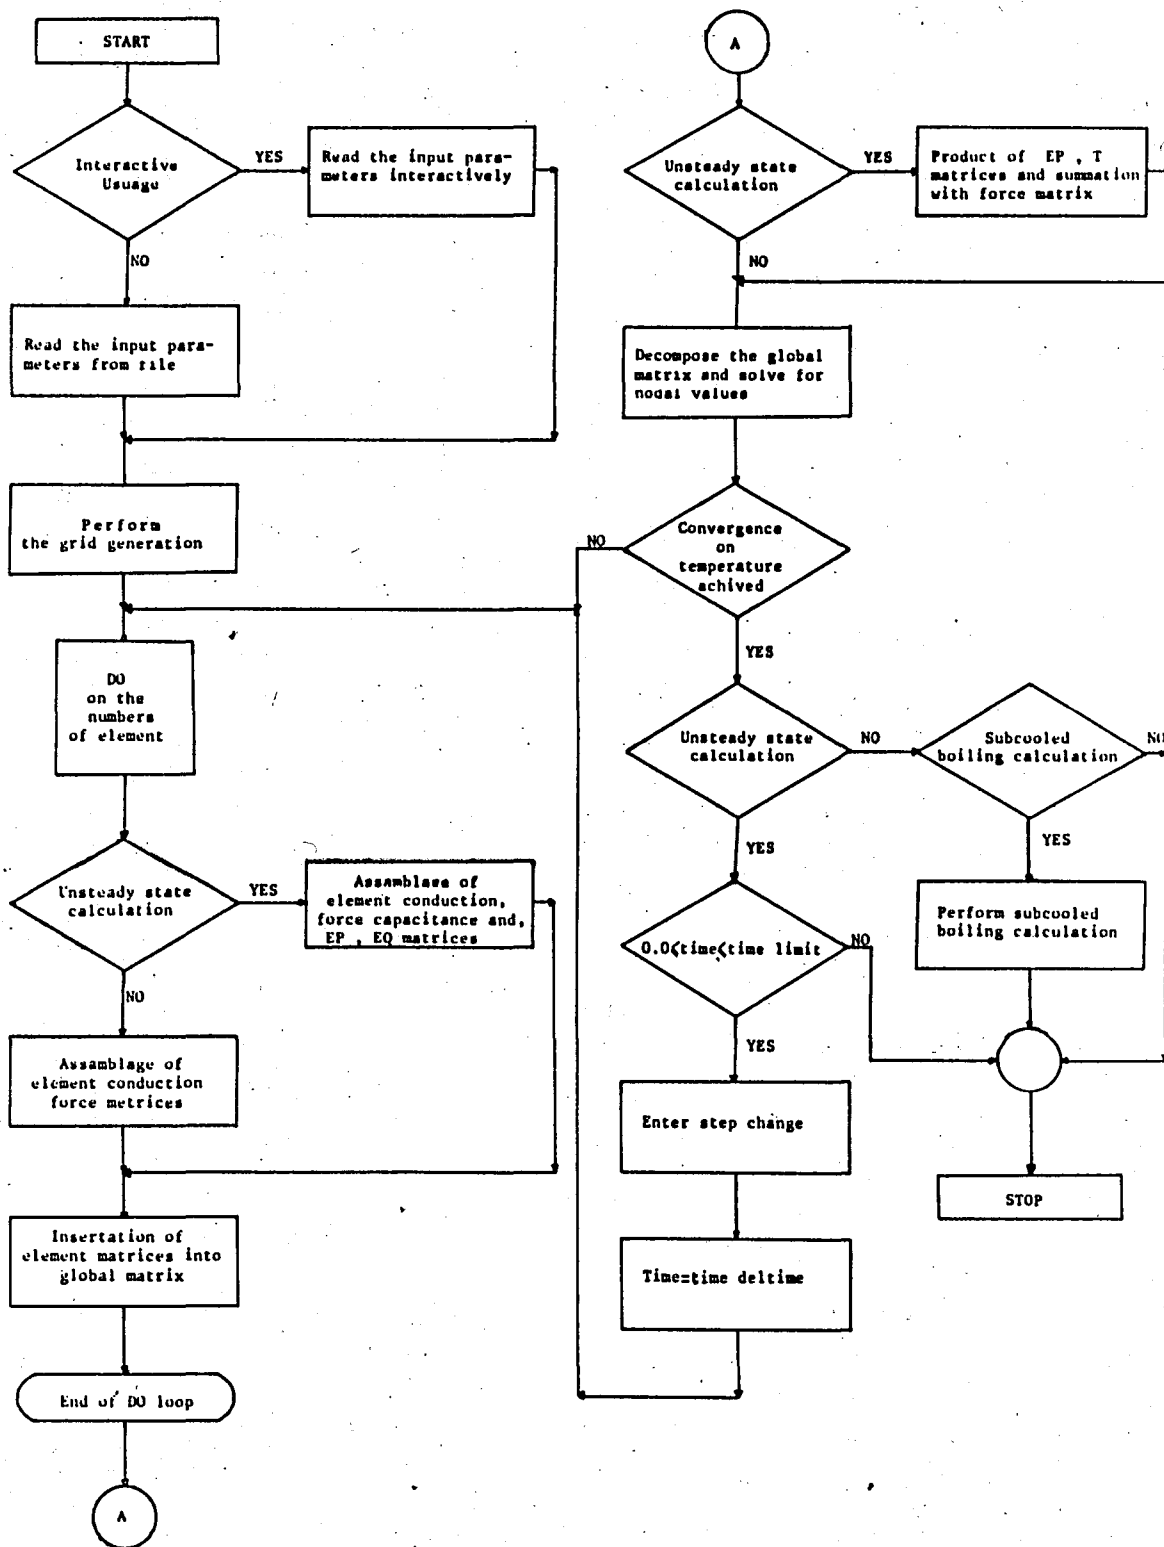 START
Interactive
Usuage
YES
Read the input para-
meters interactively
NO
Read the input para-
meters from file
Perform
the grid generation
DO
on the
numbers
of element
Unsteady state
calculation
YES
Assamblage of
element conduction,
force capacitance and,
EP , EQ matrices
NO
Assamblage of
element conduction
force metrices
Insertation of
element matrices into
global matrix
End of DO loop
A
A
Unsteady state
calculation
YES
Product of EP , T
matrices and summation
with force matrix
NO
Decompose the global
matrix and solve for
nodal values
Convergence
on
temperature
achived
NO
YES
Unsteady state
calculation
NO
Subcooled
boiling calculation
NO
YES
YES
Perform subcooled
boiling calculation
0.0<time<time limit
NO
YES
Enter step change
STOP
Time=time deltime